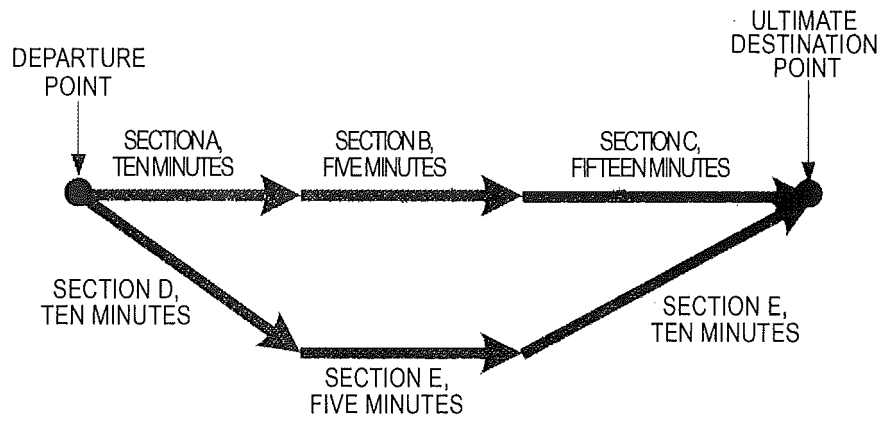 DEPARTURE
POINT
ULTIMATE
DESTINATION
POINT
SECTION A,
TEN MINUTES
SECTION B,
FIVE MINUTES
SECTION C,
FIFTEEN MINUTES
SECTION D,
TEN MINUTES
SECTION E,
FIVE MINUTES
SECTION E,
TEN MINUTES